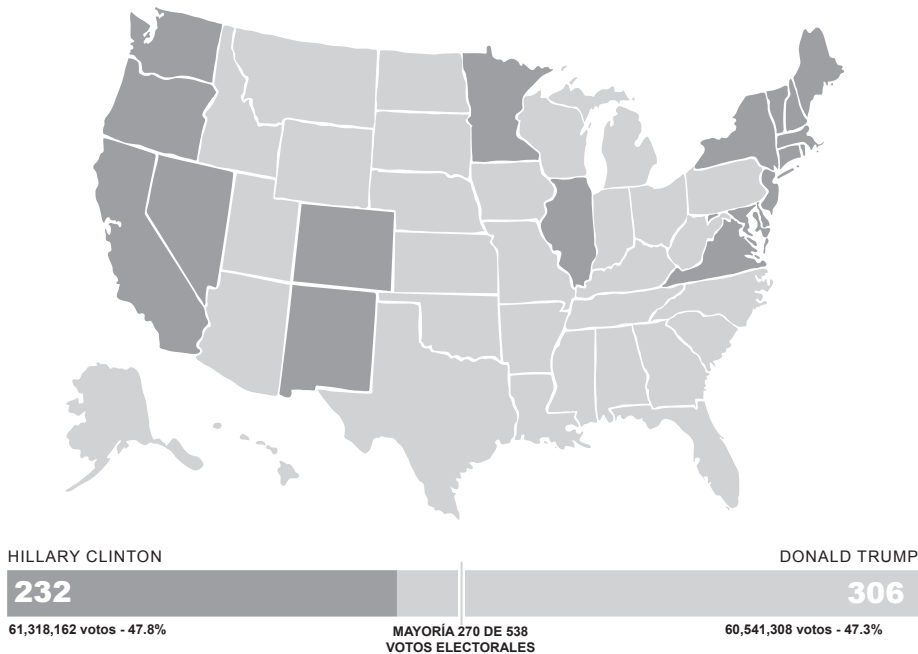 HILLARY CLINTON
DONALD TRUMP
232
306
61,318,162 votos - 47.8%
MAYORÍA 270 DE 538
VOTOS ELECTORALES
60,541,308 votos - 47.3%